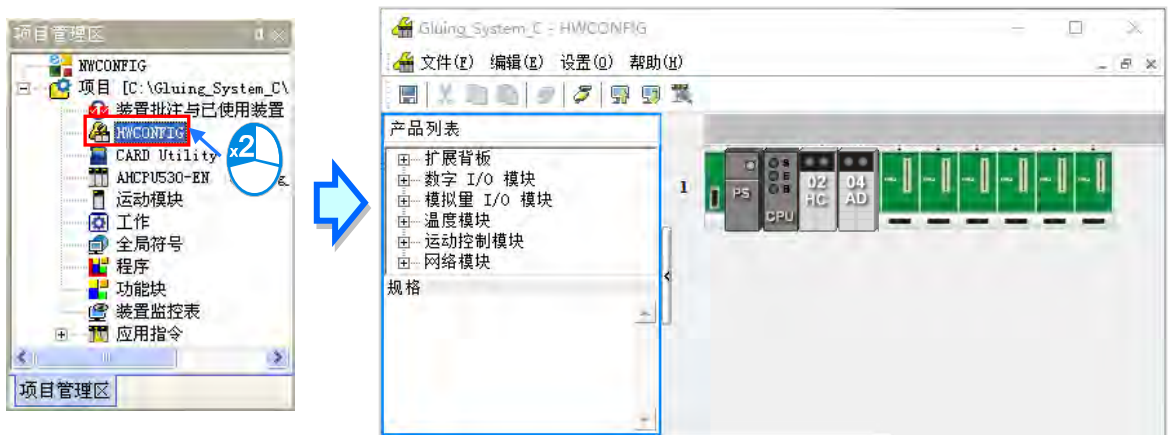 项目管理区
NWCONFIG
项目 [C:\Gluing_System_C\
装置批注与已使用装置
HWCONFIG
x2
CARD Utility
AHCPU530-EN
运动模块
工作
全局符号
程序
功能块
装置监控表
应用指令
项目管理区
Gluing_System_C - HWCONFIG
文件(F) 编辑(E) 设置(O) 帮助(H)
产品列表
扩展背板
数字 I/O 模块
模拟量 I/O 模块
温度模块
运动控制模块
网络模块
规格
1
PS
CPU
02
HC
04
AD